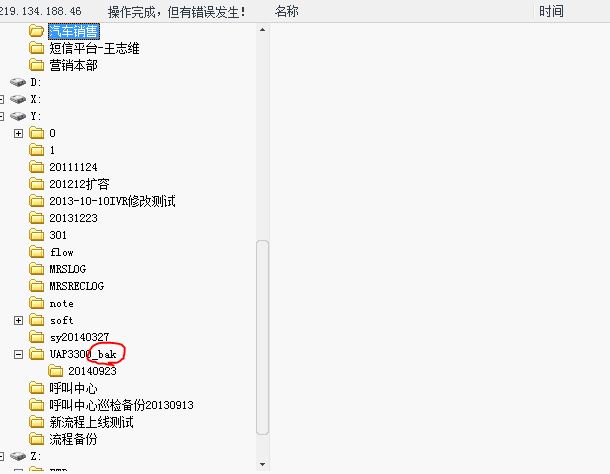 219.134.188.46 操作完成，但有错误发生！ 名称 时间
汽车销售
短信平台-王志维
营销本部
D:
X:
Y:
0
1
20111124
201212扩容
2013-10-10IVR修改测试
20131223
301
flow
MRSLOG
MRSRECLOG
note
soft
sy20140327
UAP3300_bak
20140923
呼叫中心
呼叫中心巡检备份20130913
新流程上线测试
流程备份
Z: